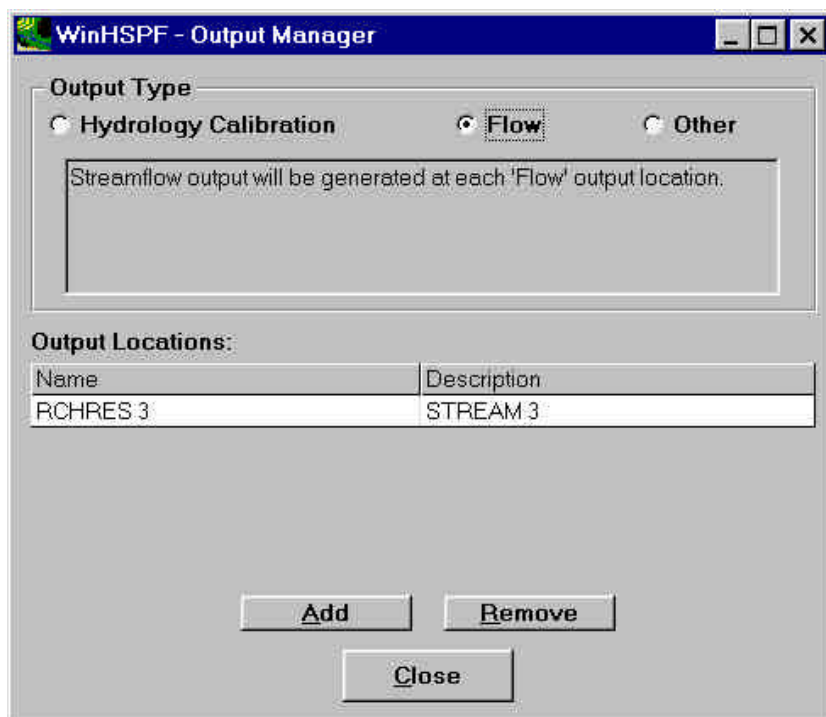 WinHSPF - Output Manager
Output Type
Hydrology Calibration Flow Other
Streamflow output will be generated at each 'Flow' output location.
Output Locations:
Name Description
RCHRES 3 STREAM 3
Add Remove
Close